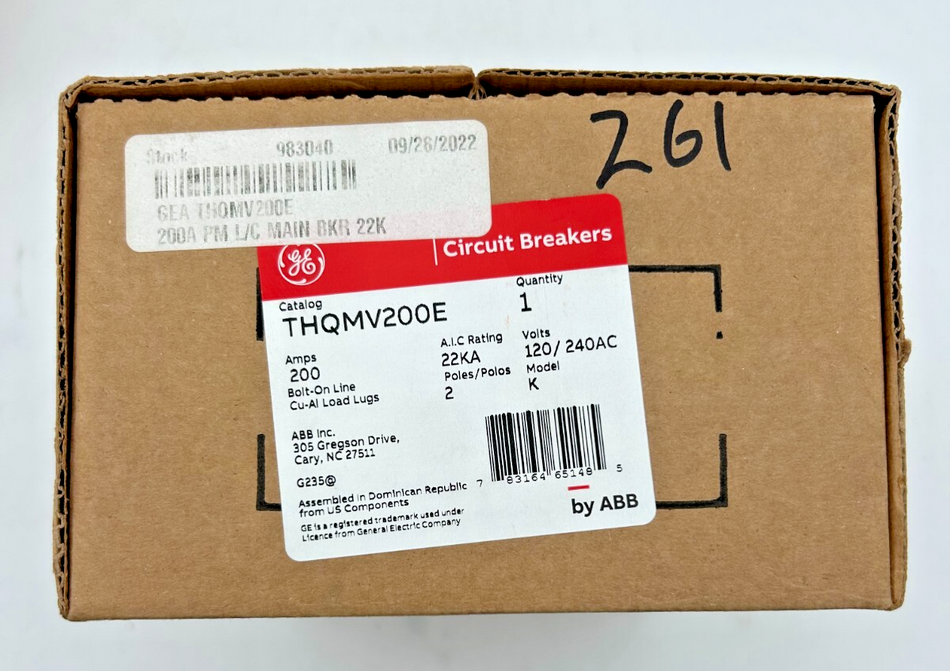 261
Stock 983040 09/26/2022
GEA THQMV200E
200A PM L/C MAIN BKR 22K
GE
Circuit Breakers
Catalog
THQMV200E
Quantity
1
Amps
200
A.I.C Rating
22KA
Volts
120/ 240AC
Bolt-On Line
Cu-Al Load Lugs
Poles/Polos
2
Model
K
ABB Inc.
305 Gregson Drive,
Cary, NC 27511
G235©
7 83164 65149 5
Assembled in Dominican Republic
from US Components
GE is a registered trademark used under
Licence from General Electric Company
by ABB